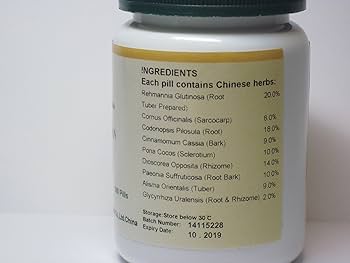 INGREDIENTS
Each pill contains Chinese herbs:
Rehmannia Glutinosa (Root 20.0%
Tuber Prepared)
Cornus Officinalis (Sarcocarp) 8.0%
Codonopsis Pilosula (Root) 18.0%
Cinnamomum Cassia (Bark) 9.0%
Poria Cocos (Sclerotium) 10.0%
Dioscorea Opposita (Rhizome) 14.0%
Paeonia Suffruticosa (Root Bark) 10.0%
Alisma Orientalis (Tuber) 9.0%
Glycyrrhiza Uralensis (Root & Rhizome) 2.0%
Storage: Store below 30 C
Batch Number: 14115228
Expiry Date: 10 . 2019
Pills
Ltd.China